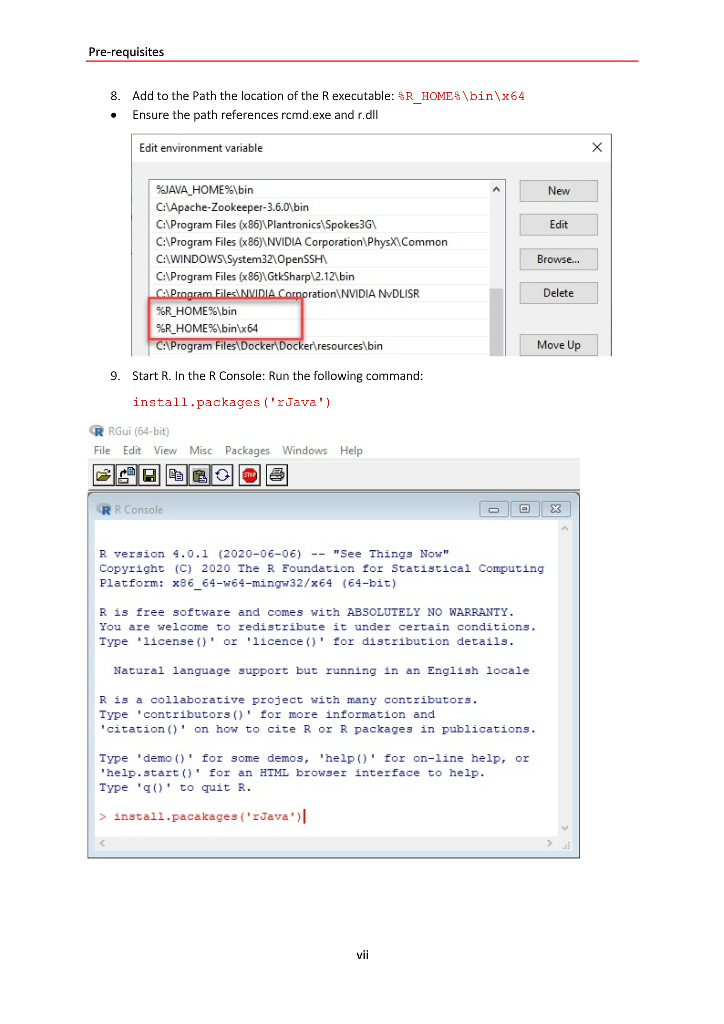 Pre-requisites
8. Add to the Path the location of the R executable: %R_HOME%\bin\x64
• Ensure the path references rcmd.exe and r.dll
Edit environment variable
%JAVA_HOME%\bin
New
C:\Apache-Zookeeper-3.6.0\bin
C:\Program Files (x86)\Plantronics\Spokes3G\
Edit
C:\Program Files (x86)\NVIDIA Corporation\PhysX\Common
C:\WINDOWS\System32\OpenSSH\
Browse...
C:\Program Files (x86)\GtkSharp\2.12\bin
C:\Program Files\NVIDIA Corporation\NVIDIA NvDLISR
Delete
%R_HOME%\bin
%R_HOME%\bin\x64
C:\Program Files\Docker\Docker\resources\bin
Move Up
9. Start R. In the R Console: Run the following command:
install.packages('rJava')
RGui (64-bit)
File Edit View Misc Packages Windows Help
STOP
R Console
R version 4.0.1 (2020-06-06) -- "See Things Now"
Copyright (C) 2020 The R Foundation for Statistical Computing
Platform: x86_64-w64-mingw32/x64 (64-bit)
R is free software and comes with ABSOLUTELY NO WARRANTY.
You are welcome to redistribute it under certain conditions.
Type 'license()' or 'licence()' for distribution details.
Natural language support but running in an English locale
R is a collaborative project with many contributors.
Type 'contributors()' for more information and
'citation()' on how to cite R or R packages in publications.
Type 'demo()' for some demos, 'help()' for on-line help, or
'help.start()' for an HTML browser interface to help.
Type 'q()' to quit R.
> install.pacakages('rJava')
vii